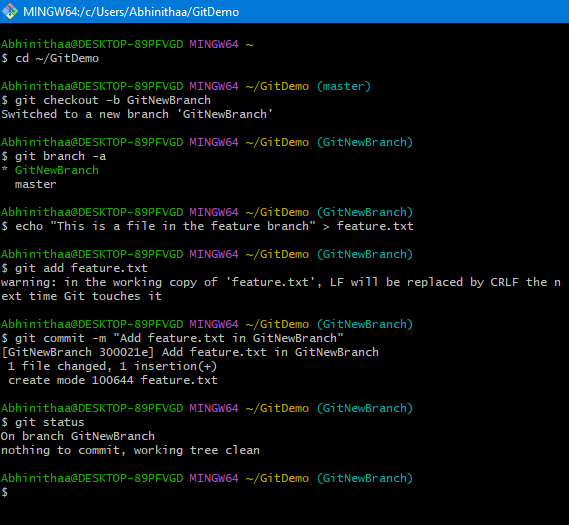 MINGW64:/c/Users/Abhinithaa/GitDemo
Abhinithaa@DESKTOP-89PFVGD MINGW64 ~
$ cd ~/GitDemo
Abhinithaa@DESKTOP-89PFVGD MINGW64 ~/GitDemo (master)
$ git checkout -b GitNewBranch
Switched to a new branch 'GitNewBranch'
Abhinithaa@DESKTOP-89PFVGD MINGW64 ~/GitDemo (GitNewBranch)
$ git branch -a
* GitNewBranch
  master
Abhinithaa@DESKTOP-89PFVGD MINGW64 ~/GitDemo (GitNewBranch)
$ echo "This is a file in the feature branch" > feature.txt
Abhinithaa@DESKTOP-89PFVGD MINGW64 ~/GitDemo (GitNewBranch)
$ git add feature.txt
warning: in the working copy of 'feature.txt', LF will be replaced by CRLF the n
ext time Git touches it
Abhinithaa@DESKTOP-89PFVGD MINGW64 ~/GitDemo (GitNewBranch)
$ git commit -m "Add feature.txt in GitNewBranch"
[GitNewBranch 300021e] Add feature.txt in GitNewBranch
 1 file changed, 1 insertion(+)
 create mode 100644 feature.txt
Abhinithaa@DESKTOP-89PFVGD MINGW64 ~/GitDemo (GitNewBranch)
$ git status
On branch GitNewBranch
nothing to commit, working tree clean
Abhinithaa@DESKTOP-89PFVGD MINGW64 ~/GitDemo (GitNewBranch)
$